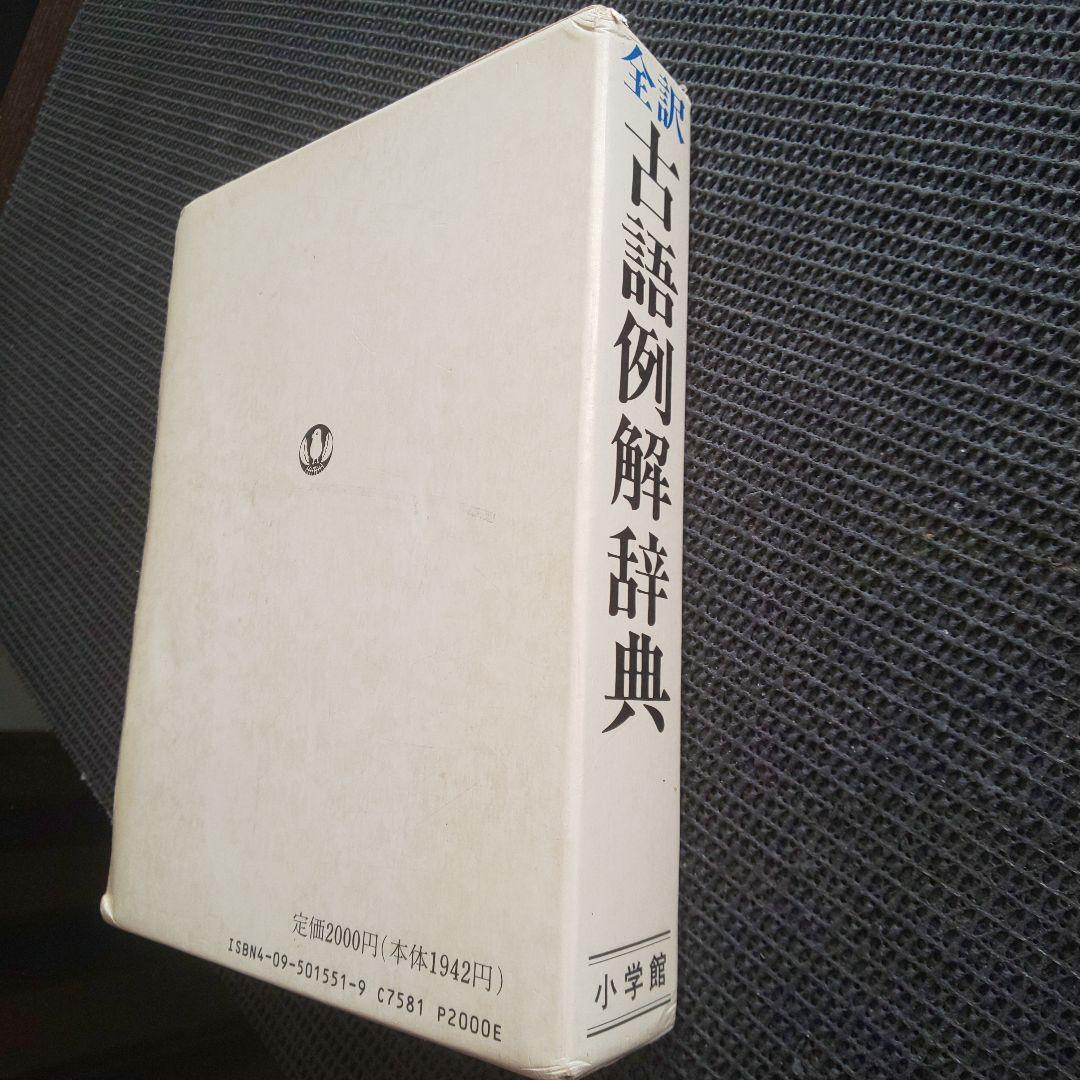 全訳
古語例解辞典
小学館
定価2000円(本体1942円)
ISBN4-09-501551-9 C7581 P2000E